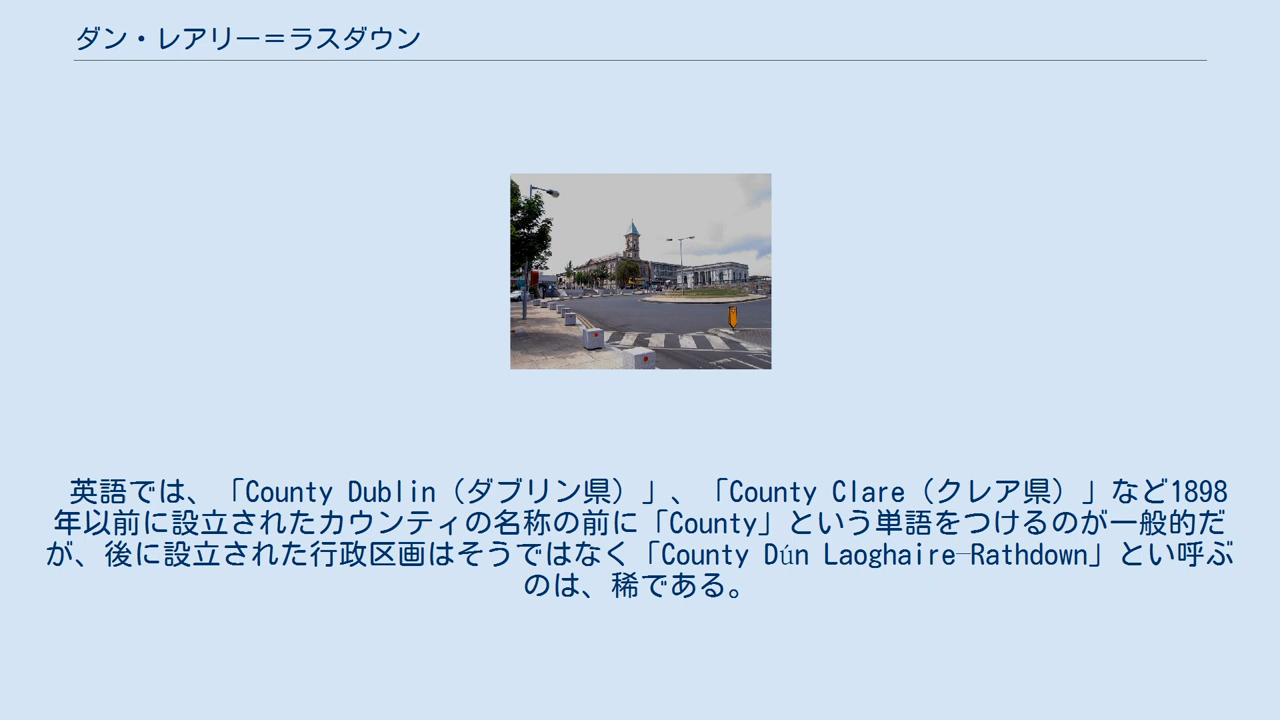 ダン・レアリー＝ラスダウン
英語では、「County Dublin（ダブリン県）」、「County Clare（クレア県）」など1898
年以前に設立されたカウンティの名称の前に「County」という単語をつけるのが一般的だ
が、後に設立された行政区画はそうではなく「County Dún Laoghaire–Rathdown」とい呼ぶ
のは、稀である。